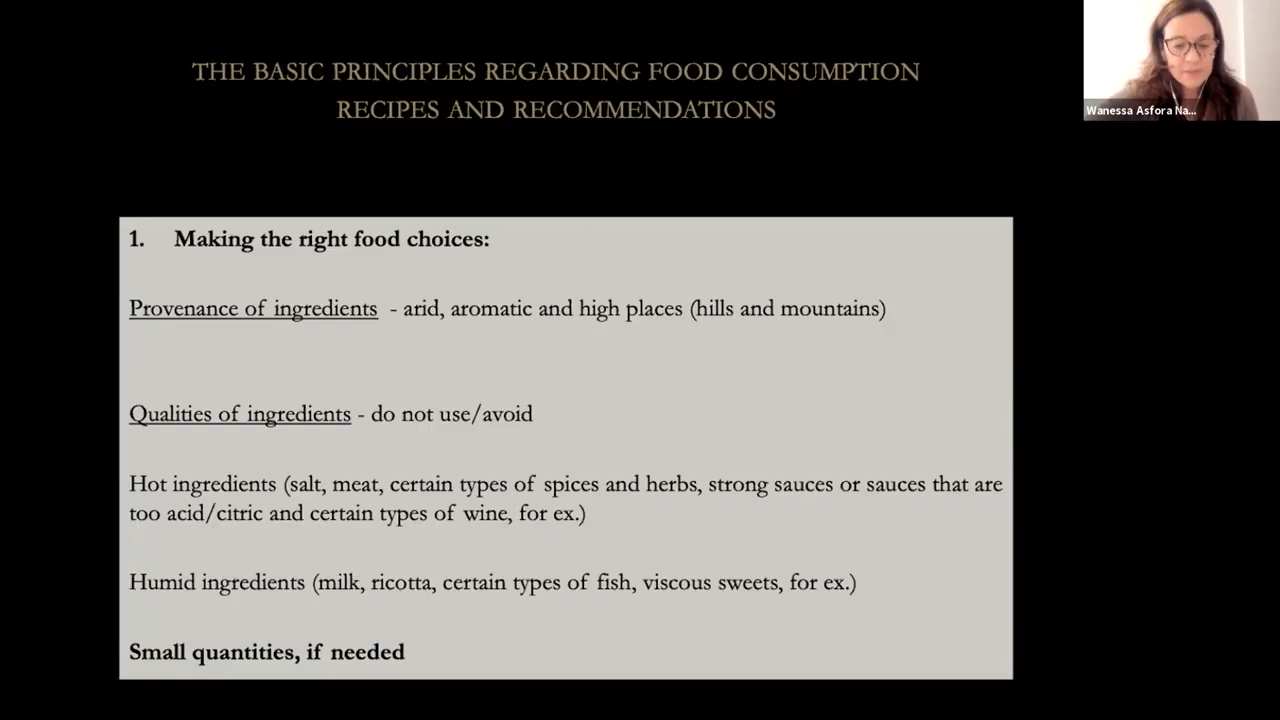 THE BASIC PRINCIPLES REGARDING FOOD CONSUMPTION
RECIPES AND RECOMMENDATIONS
Wanessa Asfora Na...
1. Making the right food choices:
Provenance of ingredients - arid, aromatic and high places (hills and mountains)
Qualities of ingredients - do not use/avoid
Hot ingredients (salt, meat, certain types of spices and herbs, strong sauces or sauces that are
too acid/citric and certain types of wine, for ex.)
Humid ingredients (milk, ricotta, certain types of fish, viscous sweets, for ex.)
Small quantities, if needed